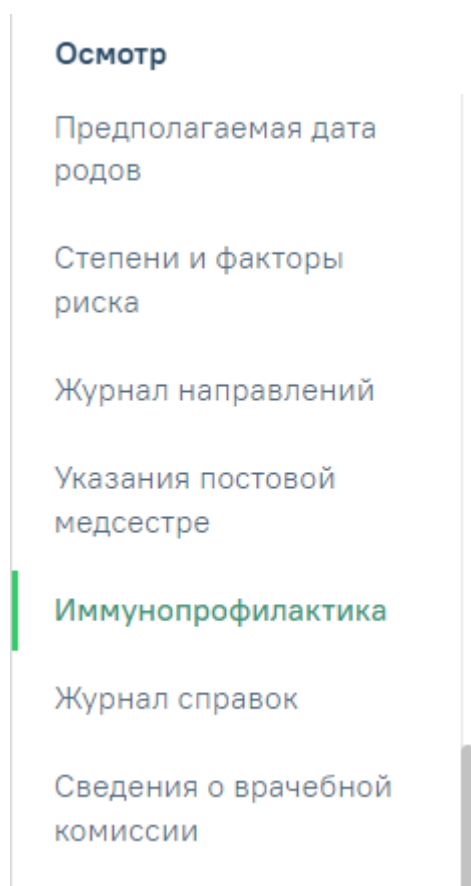 Осмотр
Предполагаемая дата
родов
Степени и факторы
риска
Журнал направлений
Указания постовой
медсестре
Иммунопрофилактика
Журнал справок
Сведения о врачебной
комиссии